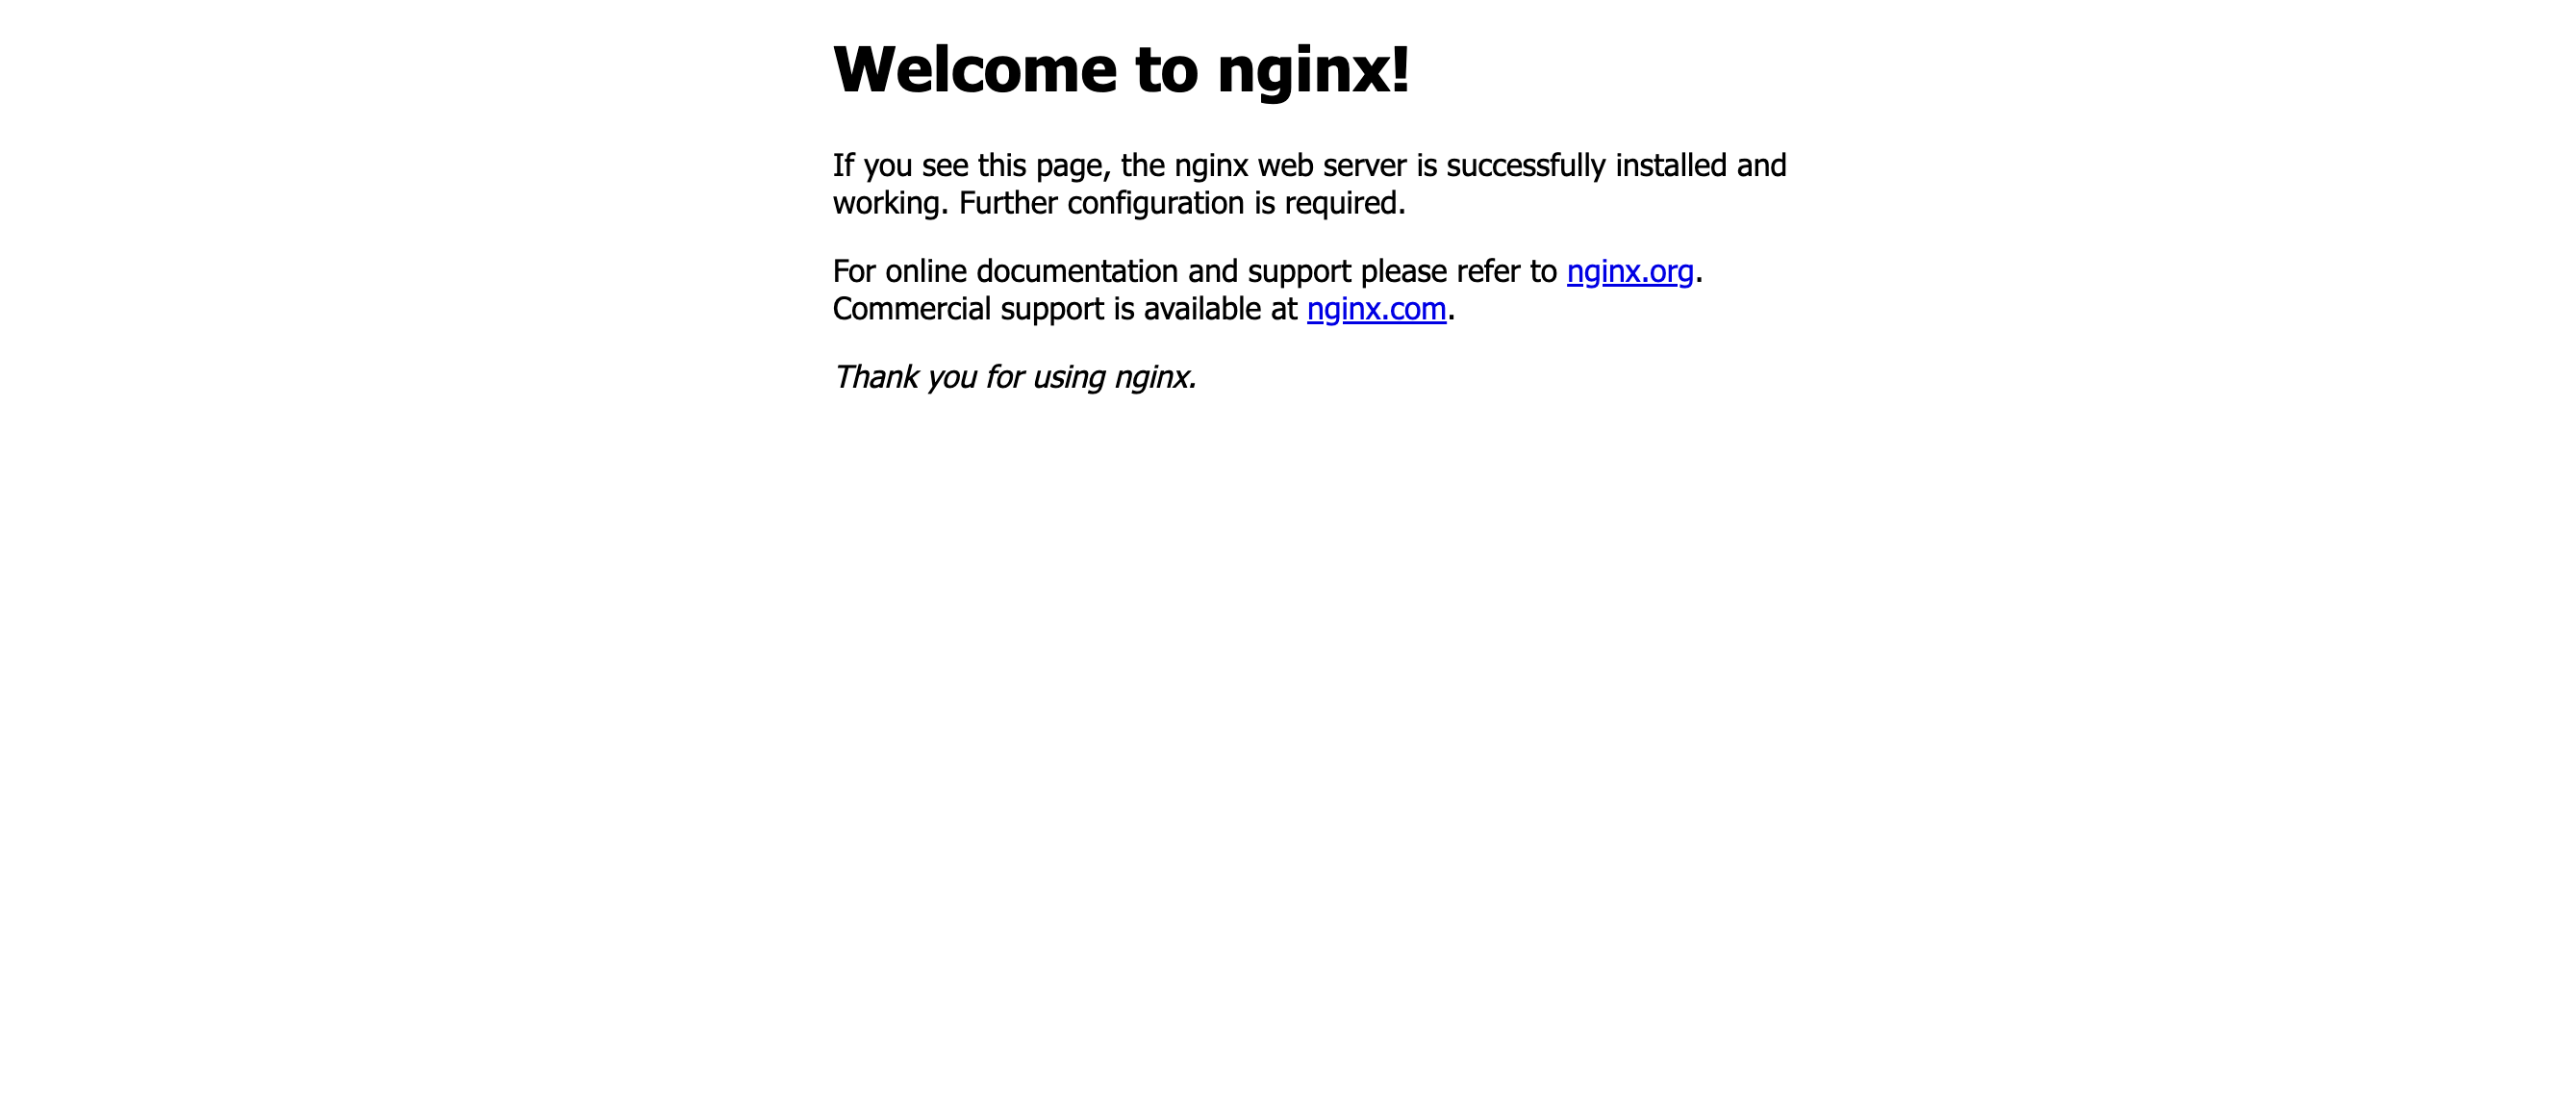 Welcome to nginx!
If you see this page, the nginx web server is successfully installed and
working. Further configuration is required.
For online documentation and support please refer to nginx.org.
Commercial support is available at nginx.com.
Thank you for using nginx.